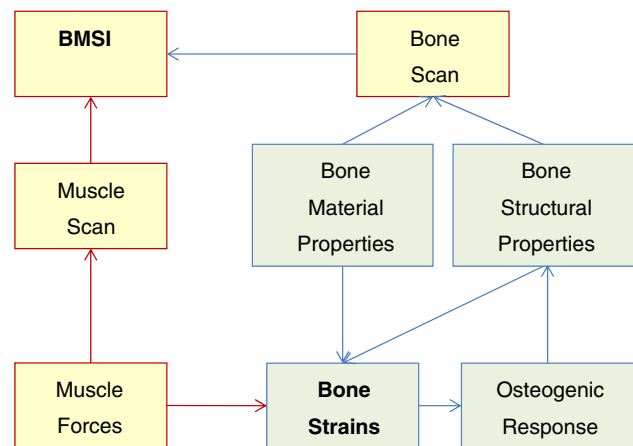 BMSI
Bone
Scan
Muscle
Scan
Bone
Material
Properties
Bone
Structural
Properties
Muscle
Forces
Bone
Strains
Osteogenic
Response